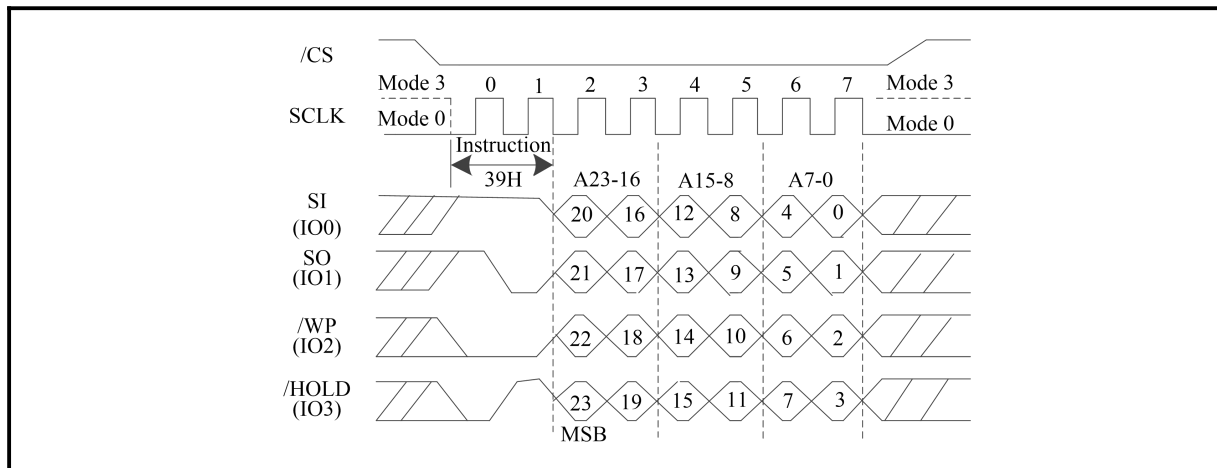 /CS
Mode 3 0 1 2 3 4 5 6 7 Mode 3
SCLK Mode 0 Mode 0
Instruction
39H A23-16 A15-8 A7-0
SI
(IO0) 20 16 12 8 4 0
SO
(IO1) 21 17 13 9 5 1
/WP
(IO2) 22 18 14 10 6 2
/HOLD
(IO3) 23 19 15 11 7 3
MSB